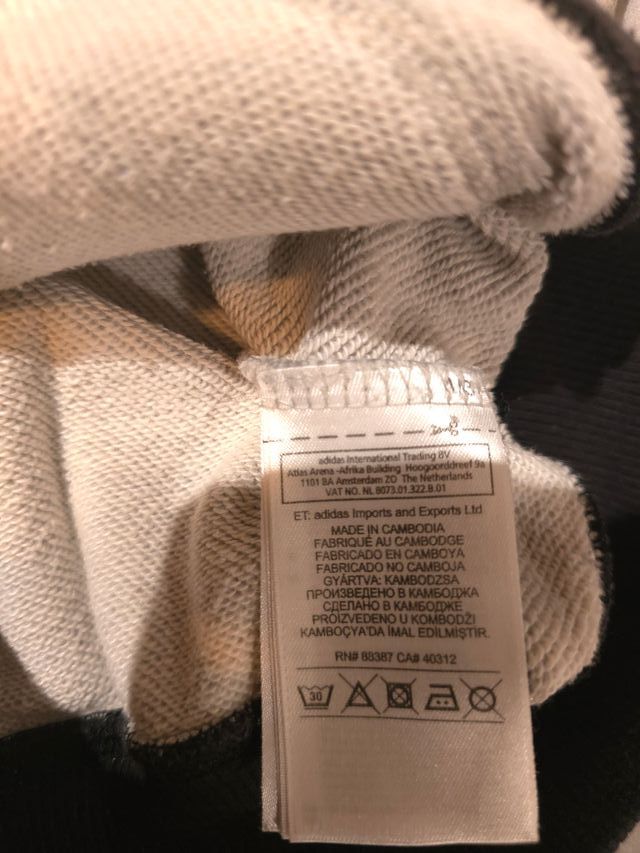 adidas International Trading BV
Atlas Arena -Afrika Building Hoogoorddreef 9a
1101 BA Amsterdam ZO The Netherlands
VAT NO. NL 8073.01.322.B.01
ET: adidas Imports and Exports Ltd
MADE IN CAMBODIA
FABRIQUÉ AU CAMBODGE
FABRICADO EN CAMBOYA
FABRICADO NO CAMBOJA
GYÁRTVA: KAMBODZSA
ПРОИЗВЕДЕНО В КАМБОДЖА
СДЕЛАНО В КАМБОДЖЕ
PROIZVEDENO U KOMBODŽI
KAMBOÇYA'DA İMAL EDİLMİŞTİR.
RN# 88387 CA# 40312
30